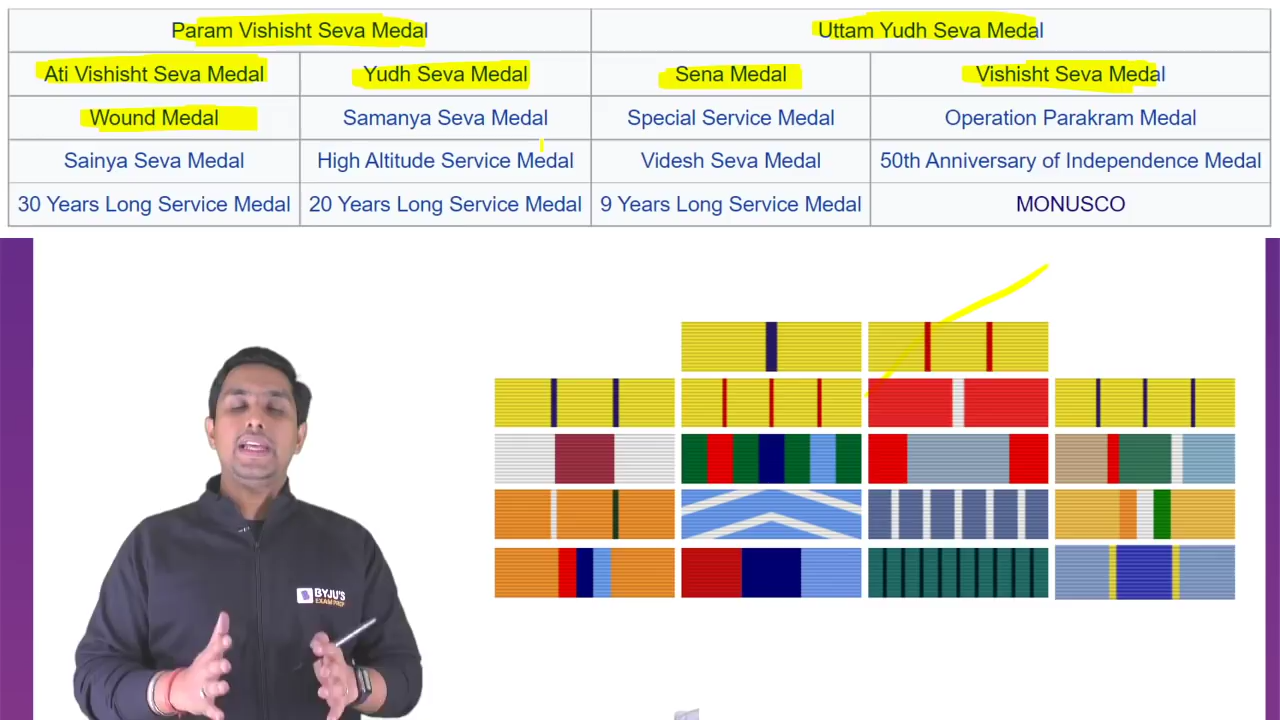 Param Vishisht Seva Medal Uttam Yudh Seva Medal
Ati Vishisht Seva Medal Yudh Seva Medal Sena Medal Vishisht Seva Medal
Wound Medal Samanya Seva Medal Special Service Medal Operation Parakram Medal
Sainya Seva Medal High Altitude Service Medal Videsh Seva Medal 50th Anniversary of Independence Medal
30 Years Long Service Medal 20 Years Long Service Medal 9 Years Long Service Medal MONUSCO
BYJU'S
EXAM PREP